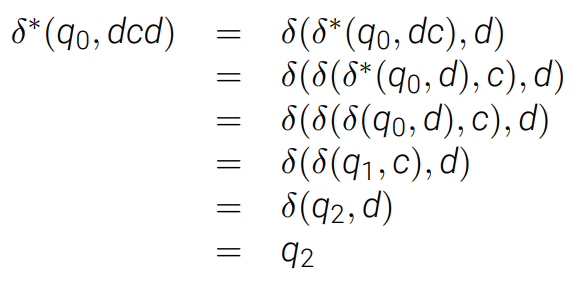 δ*(q₀, dcd) = δ(δ*(q₀, dc), d)
= δ(δ(δ*(q₀, d), c), d)
= δ(δ(δ(q₀, d), c), d)
= δ(δ(q₁, c), d)
= δ(q₂, d)
= q₂